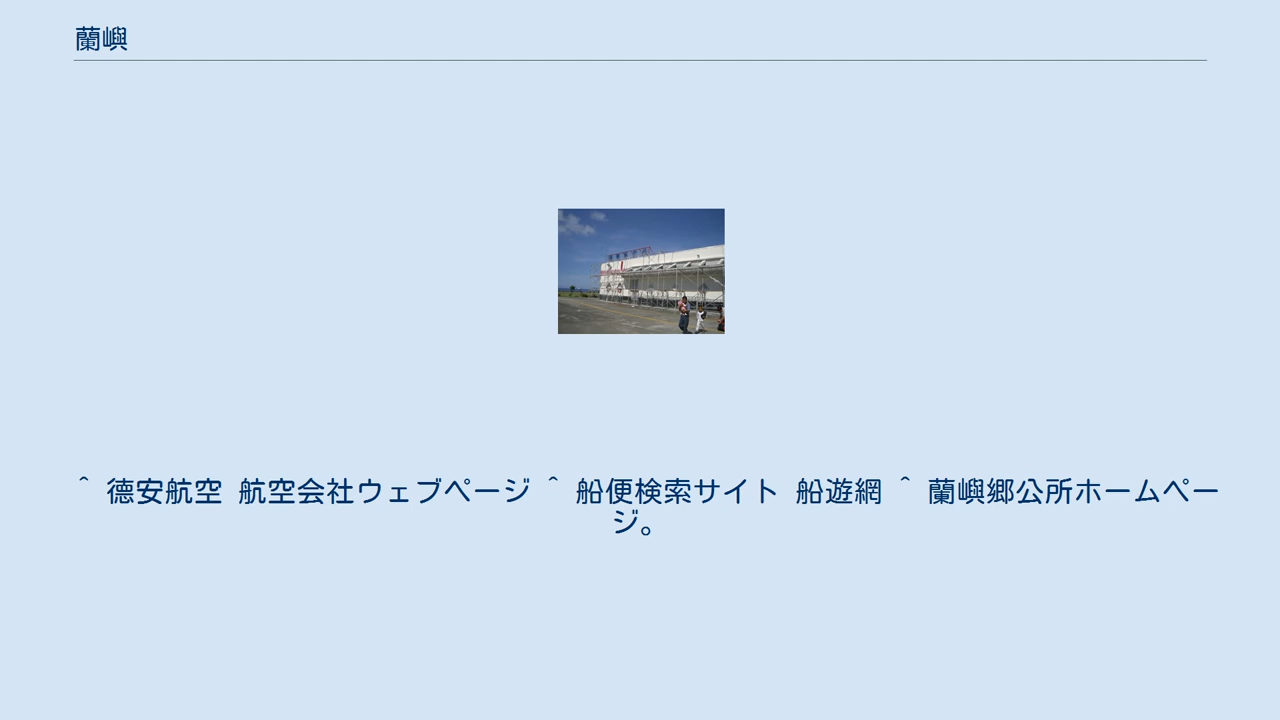 蘭嶼
^ 德安航空 航空会社ウェブページ ^ 船便検索サイト 船遊網 ^ 蘭嶼郷公所ホームペー
ジ。